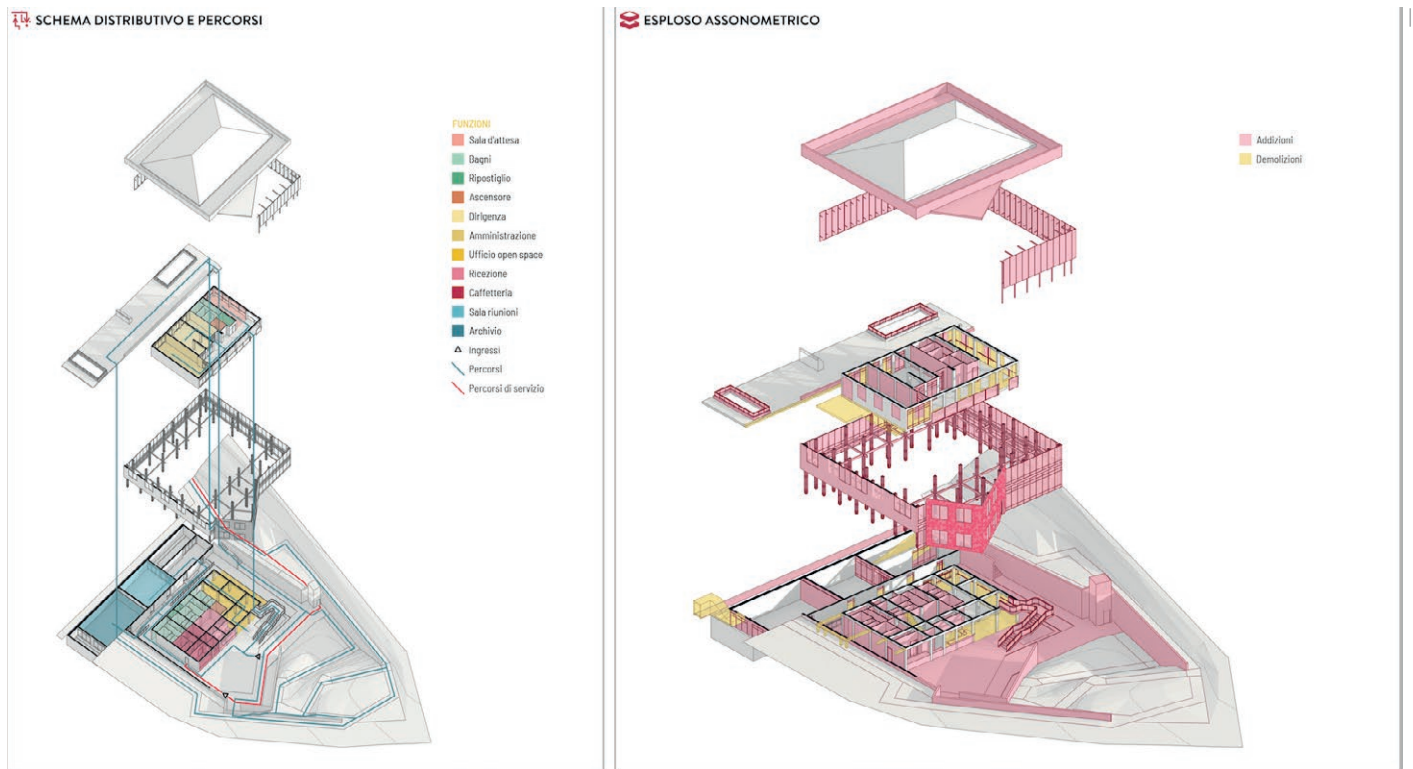 SCHEMA DISTRIBUTIVO E PERCORSI
FUNZIONI
Sala d'attesa
Bagni
Ripostiglio
Ascensore
Dirigenza
Amministrazione
Ufficio open space
Ricezione
Caffetteria
Sala riunioni
Archivio
Ingressi
Percorsi
Percorsi di servizio
ESPLOSO ASSONOMETRICO
Addizioni
Demolizioni